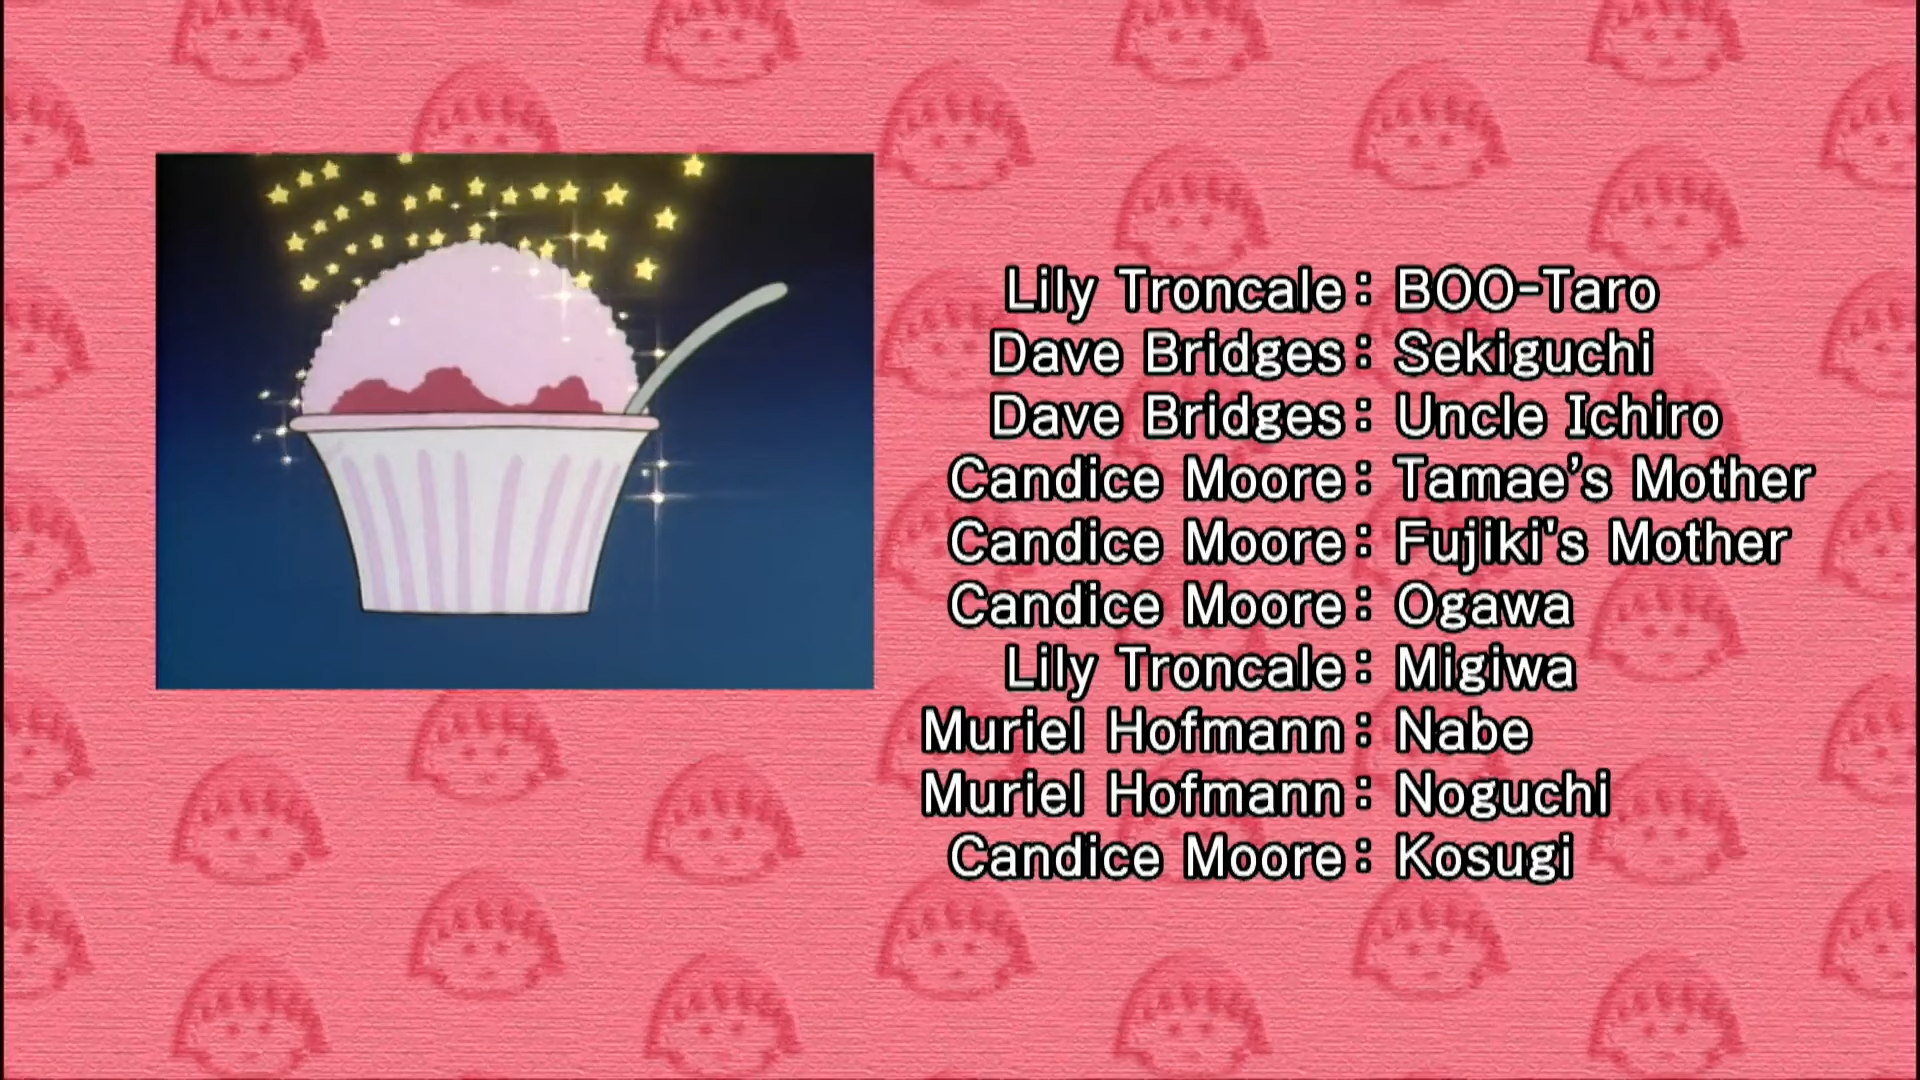 Lily Troncale: BOO-Taro
Dave Bridges: Sekiguchi
Dave Bridges: Uncle Ichiro
Candice Moore: Tamae’s Mother
Candice Moore: Fujiki's Mother
Candice Moore: Ogawa
Lily Troncale: Migiwa
Muriel Hofmann: Nabe
Muriel Hofmann: Noguchi
Candice Moore: Kosugi